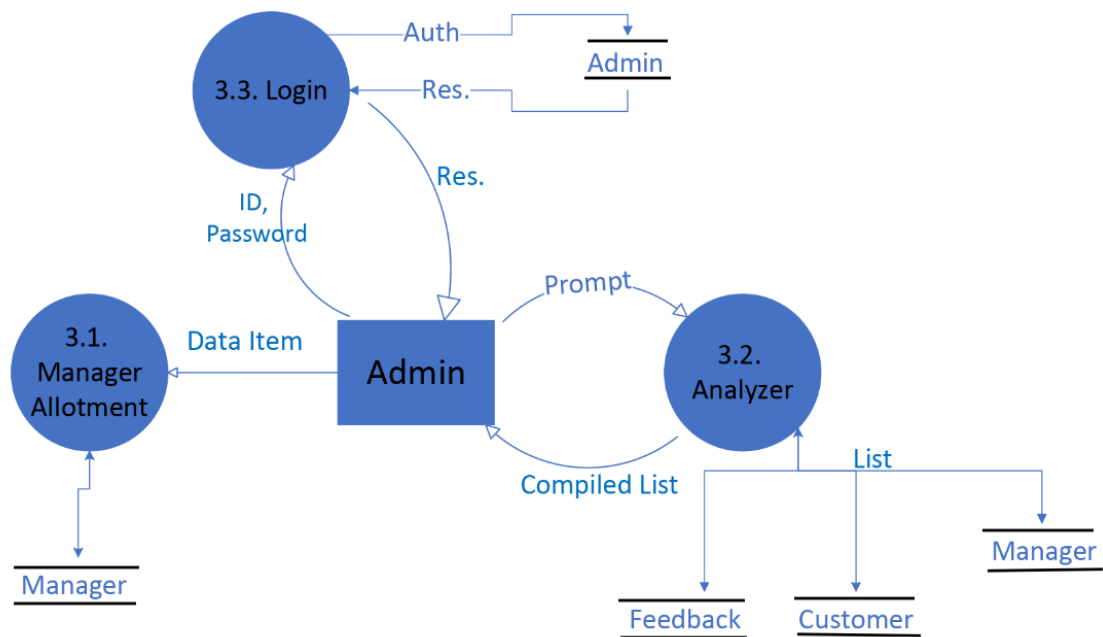 Auth
Admin
3.3. Login
Res.
Res.
ID,
Password
Prompt
3.1.
Manager
Allotment
Data Item
Admin
3.2.
Analyzer
List
Compiled List
Manager
Manager
Feedback
Customer